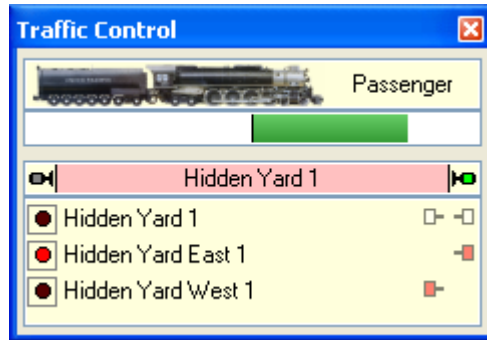 Traffic Control
Passenger
Hidden Yard 1
Hidden Yard 1
Hidden Yard East 1
Hidden Yard West 1